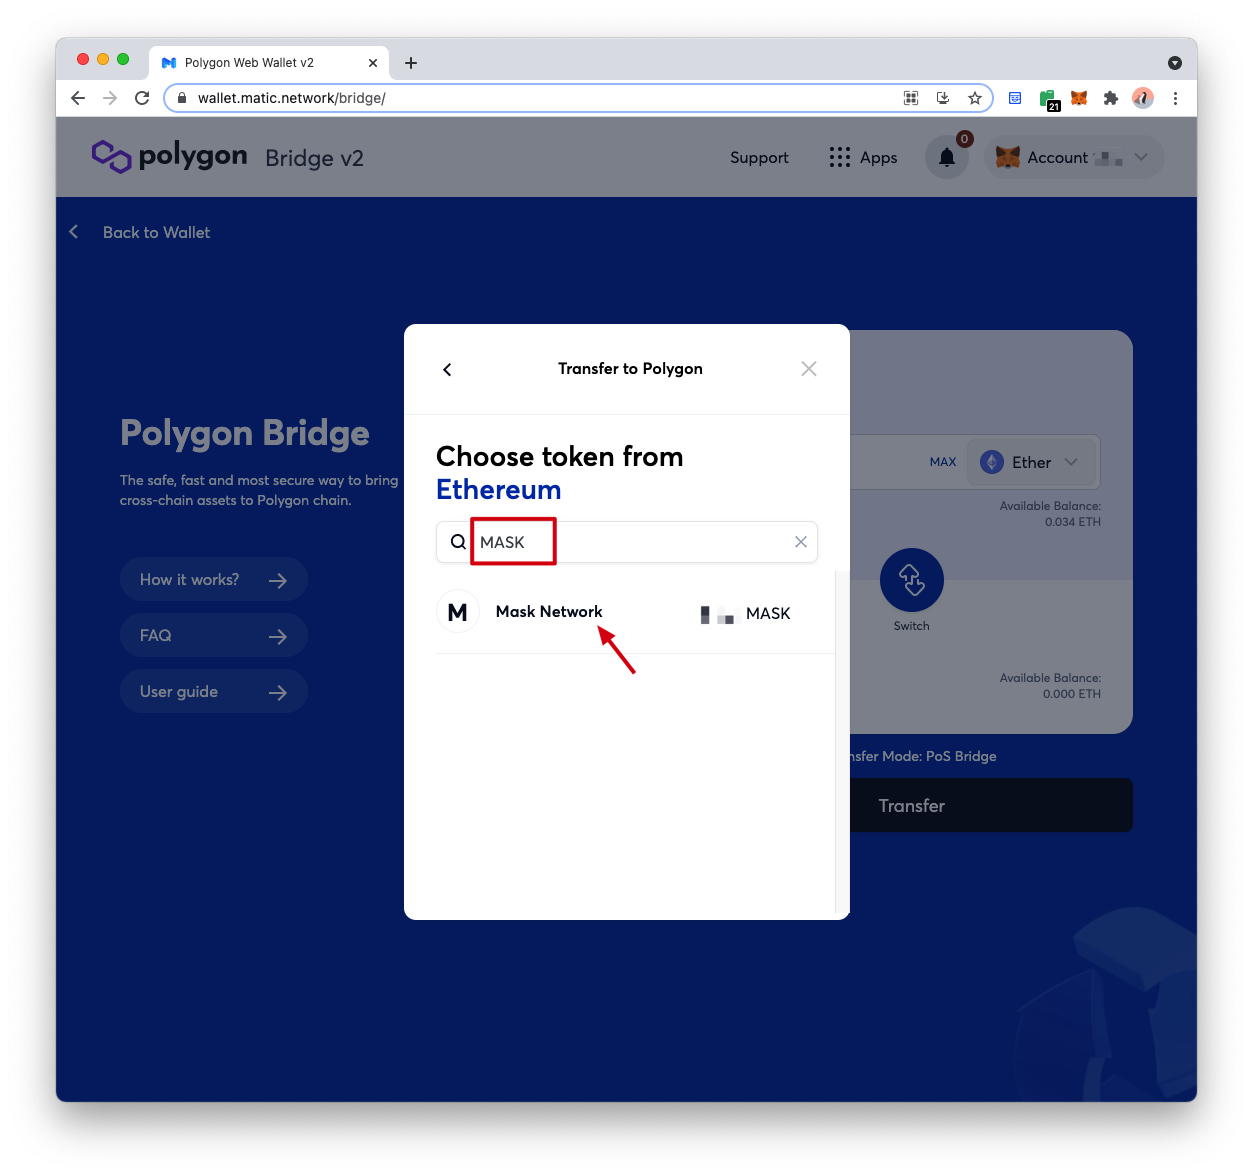 Polygon Web Wallet v2
wallet.matic.network/bridge/
21
polygon Bridge v2
Support
Apps
0
Account
Back to Wallet
Transfer to Polygon
Choose token from
Ethereum
MASK
M
Mask Network
MASK
Polygon Bridge
The safe, fast and most secure way to bring
cross-chain assets to Polygon chain.
How it works?
FAQ
User guide
MAX
Ether
Available Balance:
0.034 ETH
Switch
Available Balance:
0.000 ETH
nsfer Mode: PoS Bridge
Transfer